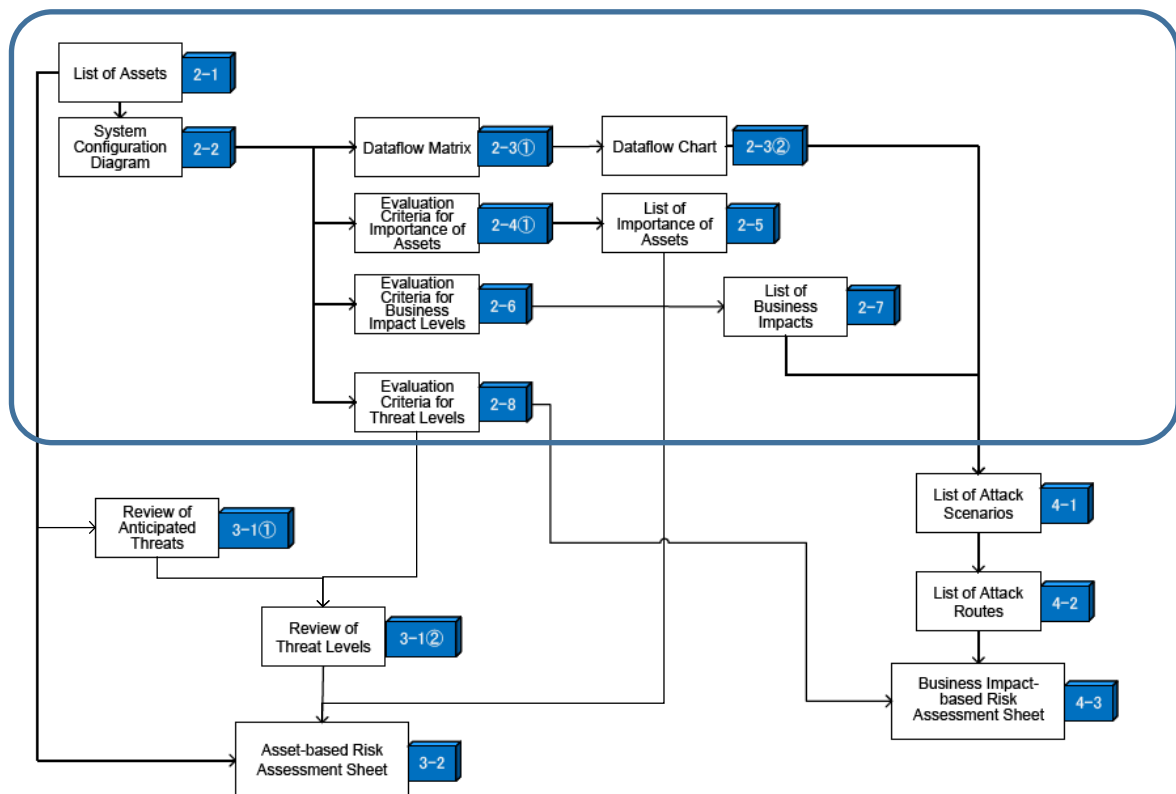 List of Assets
2-1
System
Configuration
Diagram
2-2
Dataflow Matrix
2-3①
Dataflow Chart
2-3②
Evaluation
Criteria for
Importance of
Assets
2-4①
List of
Importance of
Assets
2-5
Evaluation
Criteria for
Business
Impact Levels
2-6
List of
Business
Impacts
2-7
Evaluation
Criteria for
Threat Levels
2-8
Review of
Anticipated
Threats
3-1①
List of Attack
Scenarios
4-1
List of Attack
Routes
4-2
Review of
Threat Levels
3-1②
Business Impact-
based Risk
Assessment Sheet
4-3
Asset-based Risk
Assessment Sheet
3-2